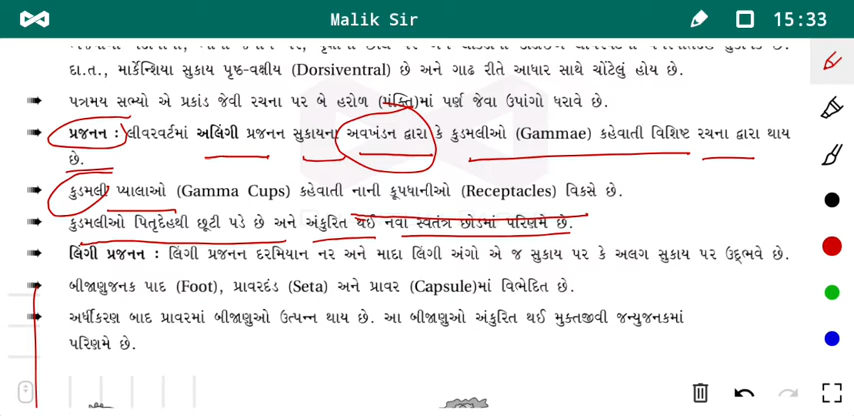 Malik Sir
15:33
દા.ત., માર્કેન્શિયા સુકાય પૃષ્ઠ-વક્ષીય (Dorsiventral) છે અને ગાઢ રીતે આધાર સાથે ચોંટેલું હોય છે.
પત્રમય સભ્યો એ પ્રકાંડ જેવી રચના પર બે હરોળ (પંક્તિ)માં પર્ણ જેવા ઉપાંગો ધરાવે છે.
પ્રજનન : લીવરવર્ટમાં અલિંગી પ્રજનન સુકાયના અવખંડન દ્વારા કે કુડમલીઓ (Gammae) કહેવાતી વિશિષ્ટ રચના દ્વારા થાય
છે.
કુડમલી પ્યાલાઓ (Gamma Cups) કહેવાતી નાની કૂપધાનીઓ (Receptacles) વિકસે છે.
કુડમલીઓ પિતૃદેહથી છૂટી પડે છે અને અંકુરિત થઈ નવા સ્વતંત્ર છોડમાં પરિણમે છે.
લિંગી પ્રજનન : લિંગી પ્રજનન દરમિયાન નર અને માદા લિંગી અંગો એ જ સુકાય પર કે અલગ સુકાય પર ઉદ્ભવે છે.
બીજાણુજનક પાદ (Foot), પ્રાવરદંડ (Seta) અને પ્રાવર (Capsule)માં વિભેદિત છે.
અર્ધીકરણ બાદ પ્રાવરમાં બીજાણુઓ ઉત્પન્ન થાય છે. આ બીજાણુઓ અંકુરિત થઈ મુક્તજીવી જન્યુજનકમાં
પરિણમે છે.